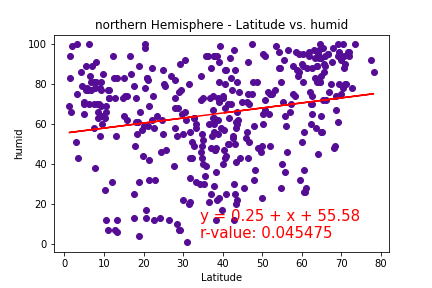 northern Hemisphere - Latitude vs. humid
100
80
60
40
20
0
humid
y = 0.25 + x + 55.58
r-value: 0.045475
0 10 20 30 40 50 60 70 80
Latitude